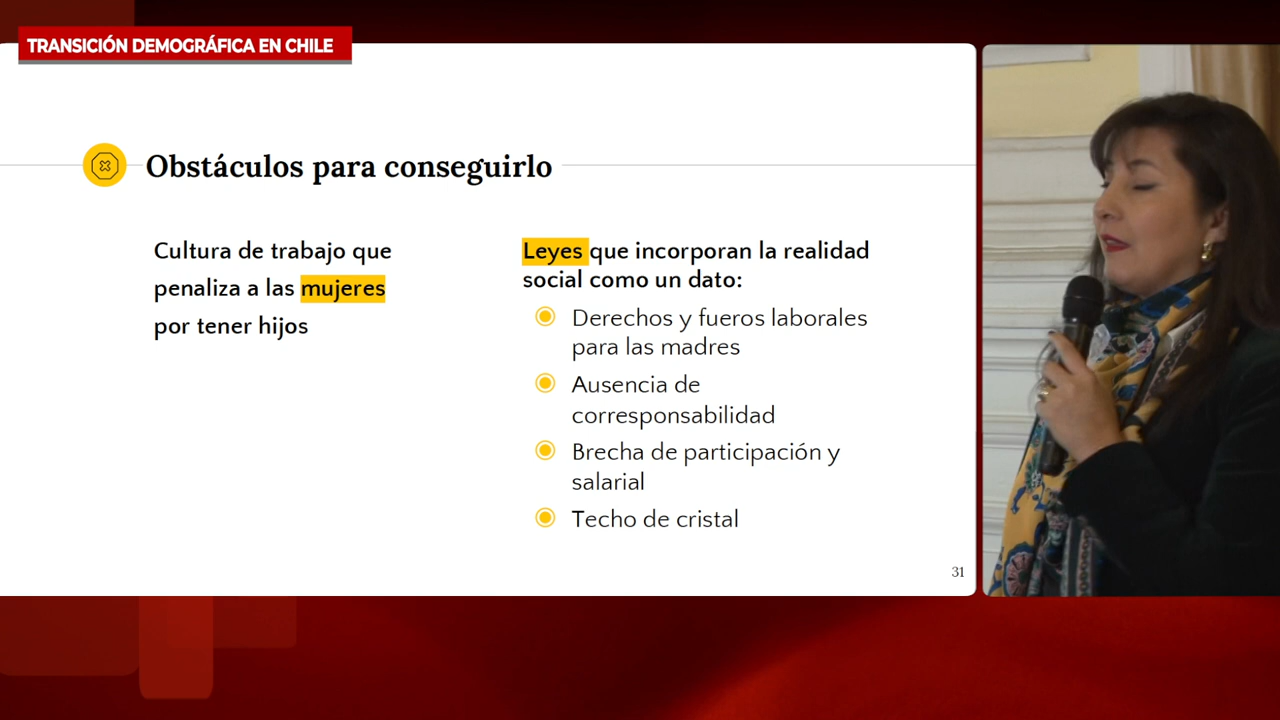 TRANSICIÓN DEMOGRÁFICA EN CHILE
Obstáculos para conseguirlo
Cultura de trabajo que
penaliza a las mujeres
por tener hijos
Leyes que incorporan la realidad
social como un dato:
Derechos y fueros laborales
para las madres
Ausencia de
corresponsabilidad
Brecha de participación y
salarial
Techo de cristal
31